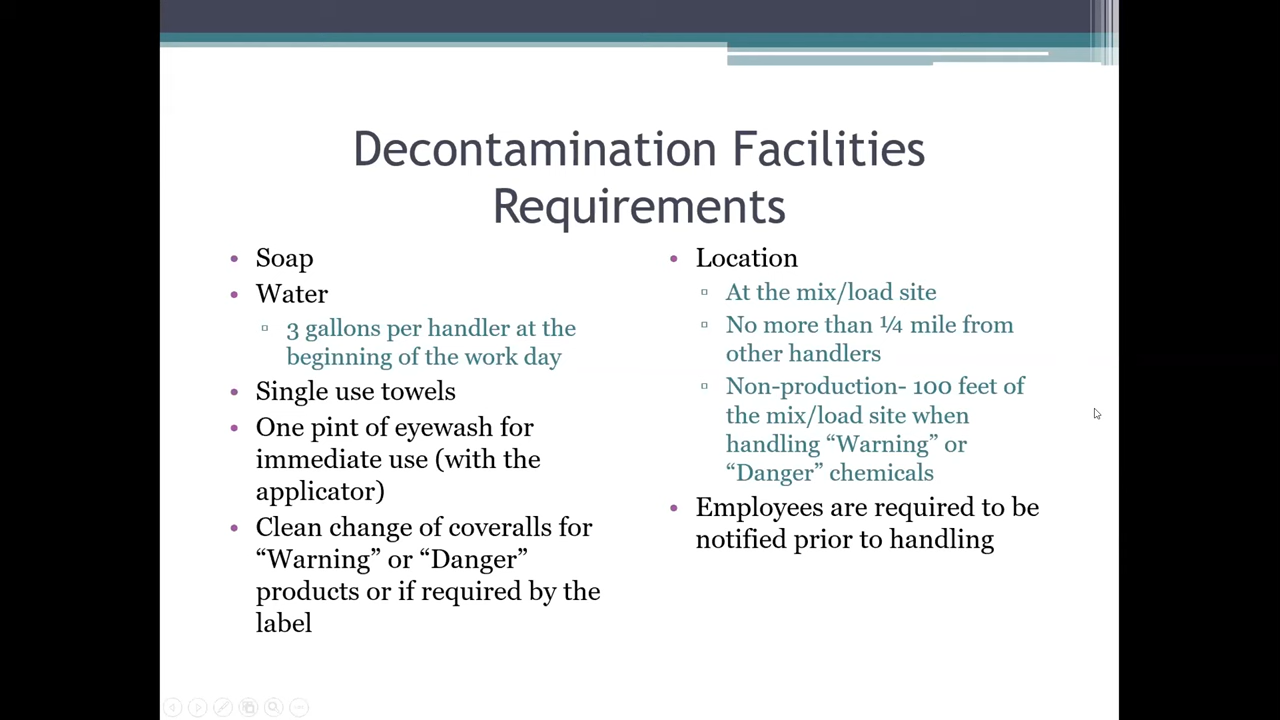 Decontamination Facilities
Requirements
• Soap
• Water
▫ 3 gallons per handler at the
beginning of the work day
• Single use towels
• One pint of eyewash for
immediate use (with the
applicator)
• Clean change of coveralls for
“Warning” or “Danger”
products or if required by the
label
• Location
▫ At the mix/load site
▫ No more than ¼ mile from
other handlers
▫ Non-production- 100 feet of
the mix/load site when
handling “Warning” or
“Danger” chemicals
• Employees are required to be
notified prior to handling